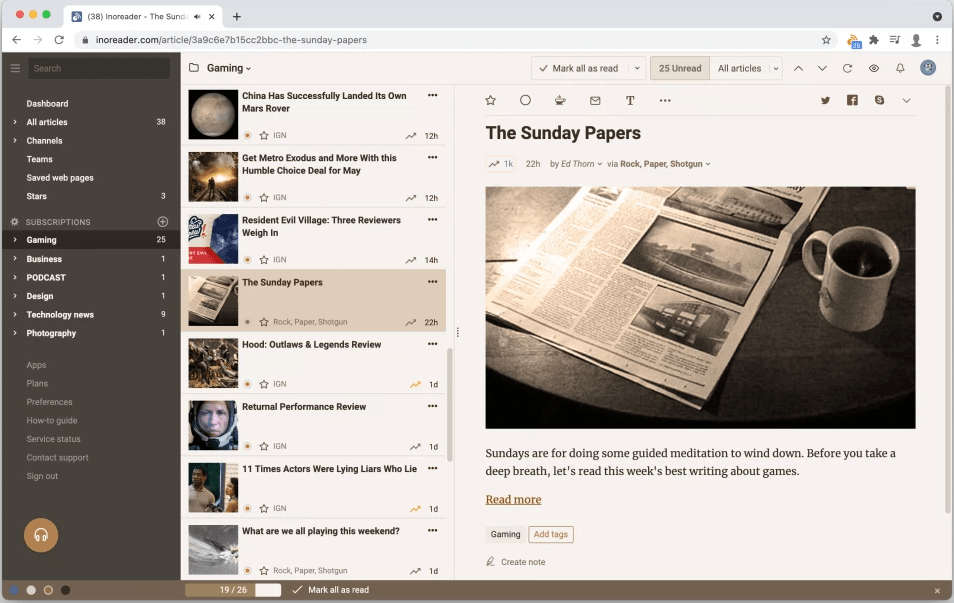 (38) Inoreader - The Sunda
inoreader.com/article/3a9c6e7b15cc2bbc-the-sunday-papers
Search
Gaming
Mark all as read
25 Unread
All articles
Dashboard
All articles 38
Channels
Teams
Saved web pages
Stars 3
SUBSCRIPTIONS
Gaming 25
Business 1
PODCAST 1
Design 1
Technology news 9
Photography 1
Apps
Plans
Preferences
How-to guide
Service status
Contact support
Sign out
China Has Successfully Landed Its Own
Mars Rover
IGN 12h
Get Metro Exodus and More With this
Humble Choice Deal for May
IGN 12h
Resident Evil Village: Three Reviewers
Weigh In
IGN 14h
The Sunday Papers
Rock, Paper, Shotgun 22h
Hood: Outlaws & Legends Review
IGN 1d
Returnal Performance Review
IGN 1d
11 Times Actors Were Lying Liars Who Lie
IGN 1d
What are we all playing this weekend?
Rock, Paper, Shotgun 1d
The Sunday Papers
1k 22h by Ed Thorn via Rock, Paper, Shotgun
Sundays are for doing some guided meditation to wind down. Before you take a
deep breath, let's read this week's best writing about games.
Read more
Gaming Add tags
Create note
19 / 26 Mark all as read